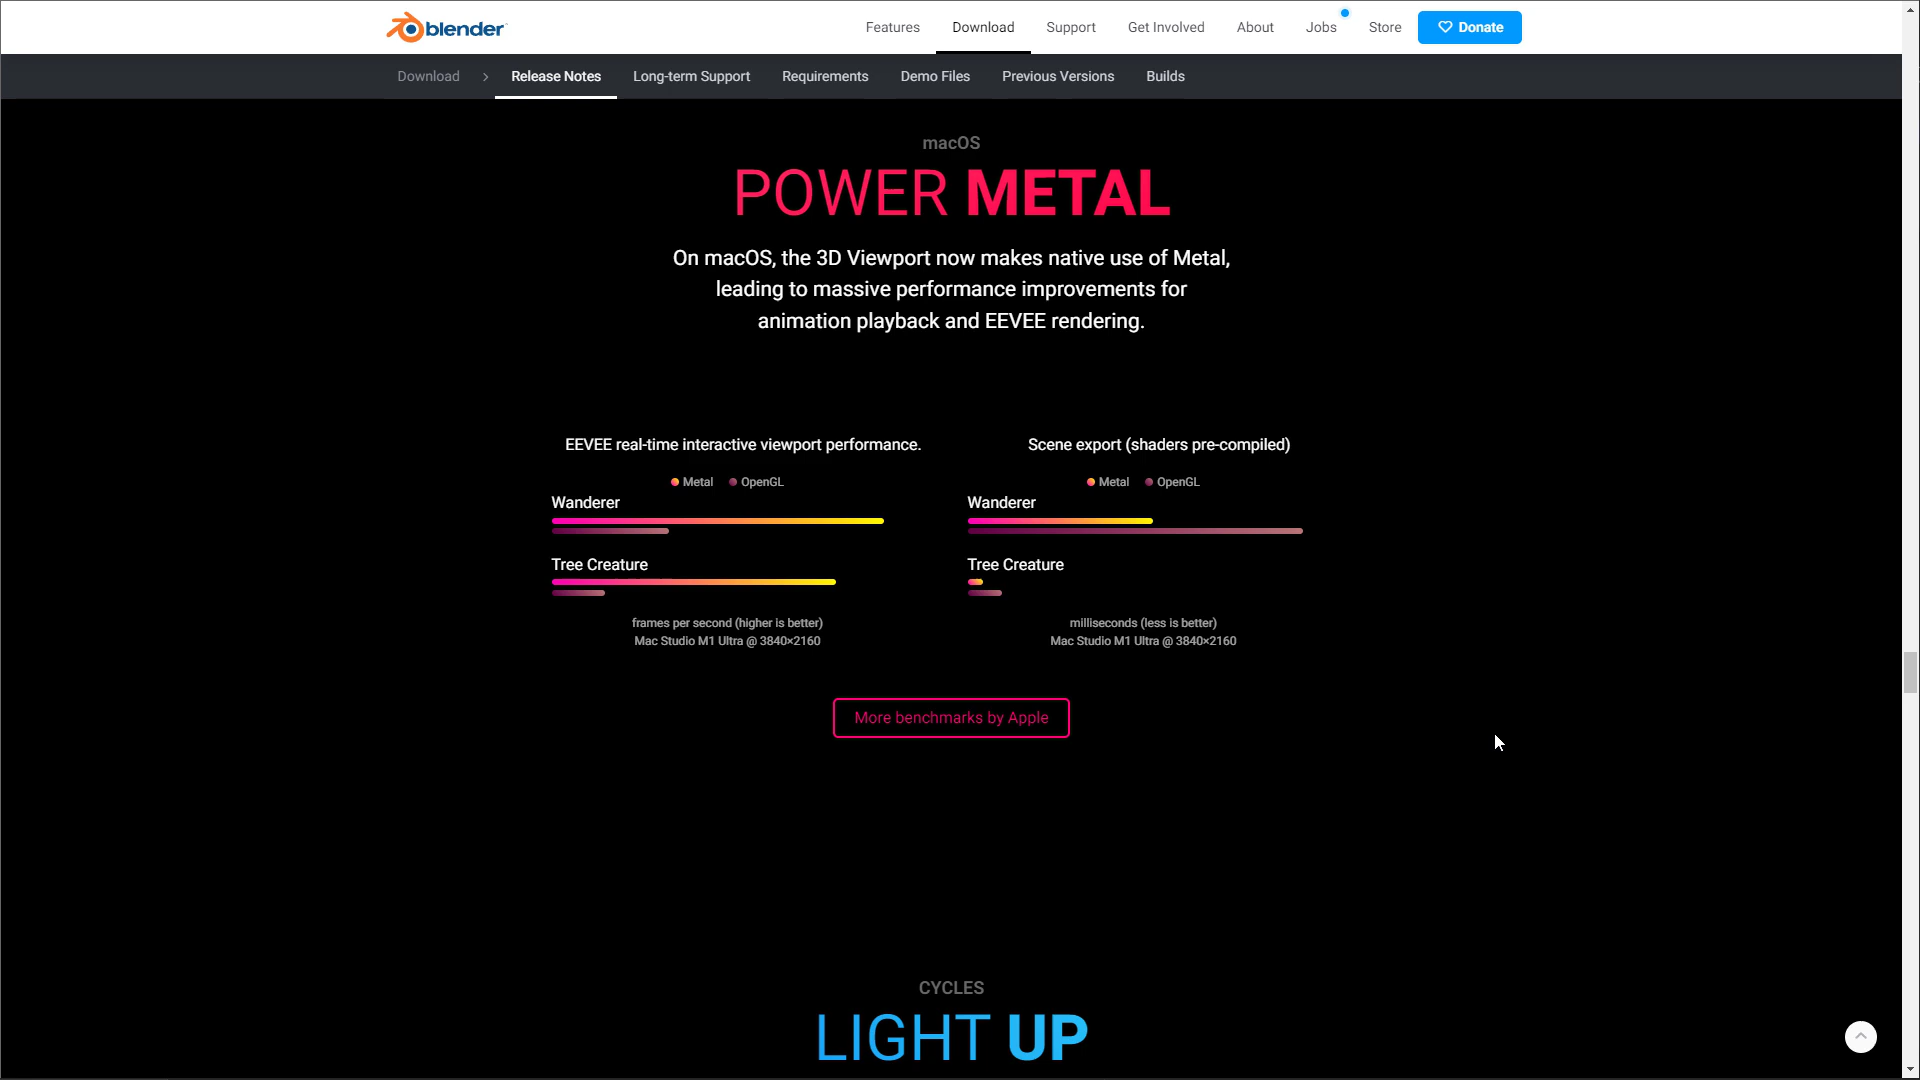 blender
Features
Download
Support
Get Involved
About
Jobs
Store
Donate
Download
Release Notes
Long-term Support
Requirements
Demo Files
Previous Versions
Builds
macOS
POWER METAL
On macOS, the 3D Viewport now makes native use of Metal,
leading to massive performance improvements for
animation playback and EEVEE rendering.
EEVEE real-time interactive viewport performance.
Metal
OpenGL
Wanderer
Tree Creature
frames per second (higher is better)
Mac Studio M1 Ultra @ 3840×2160
Scene export (shaders pre-compiled)
Metal
OpenGL
Wanderer
Tree Creature
milliseconds (less is better)
Mac Studio M1 Ultra @ 3840×2160
More benchmarks by Apple
CYCLES
LIGHT UP